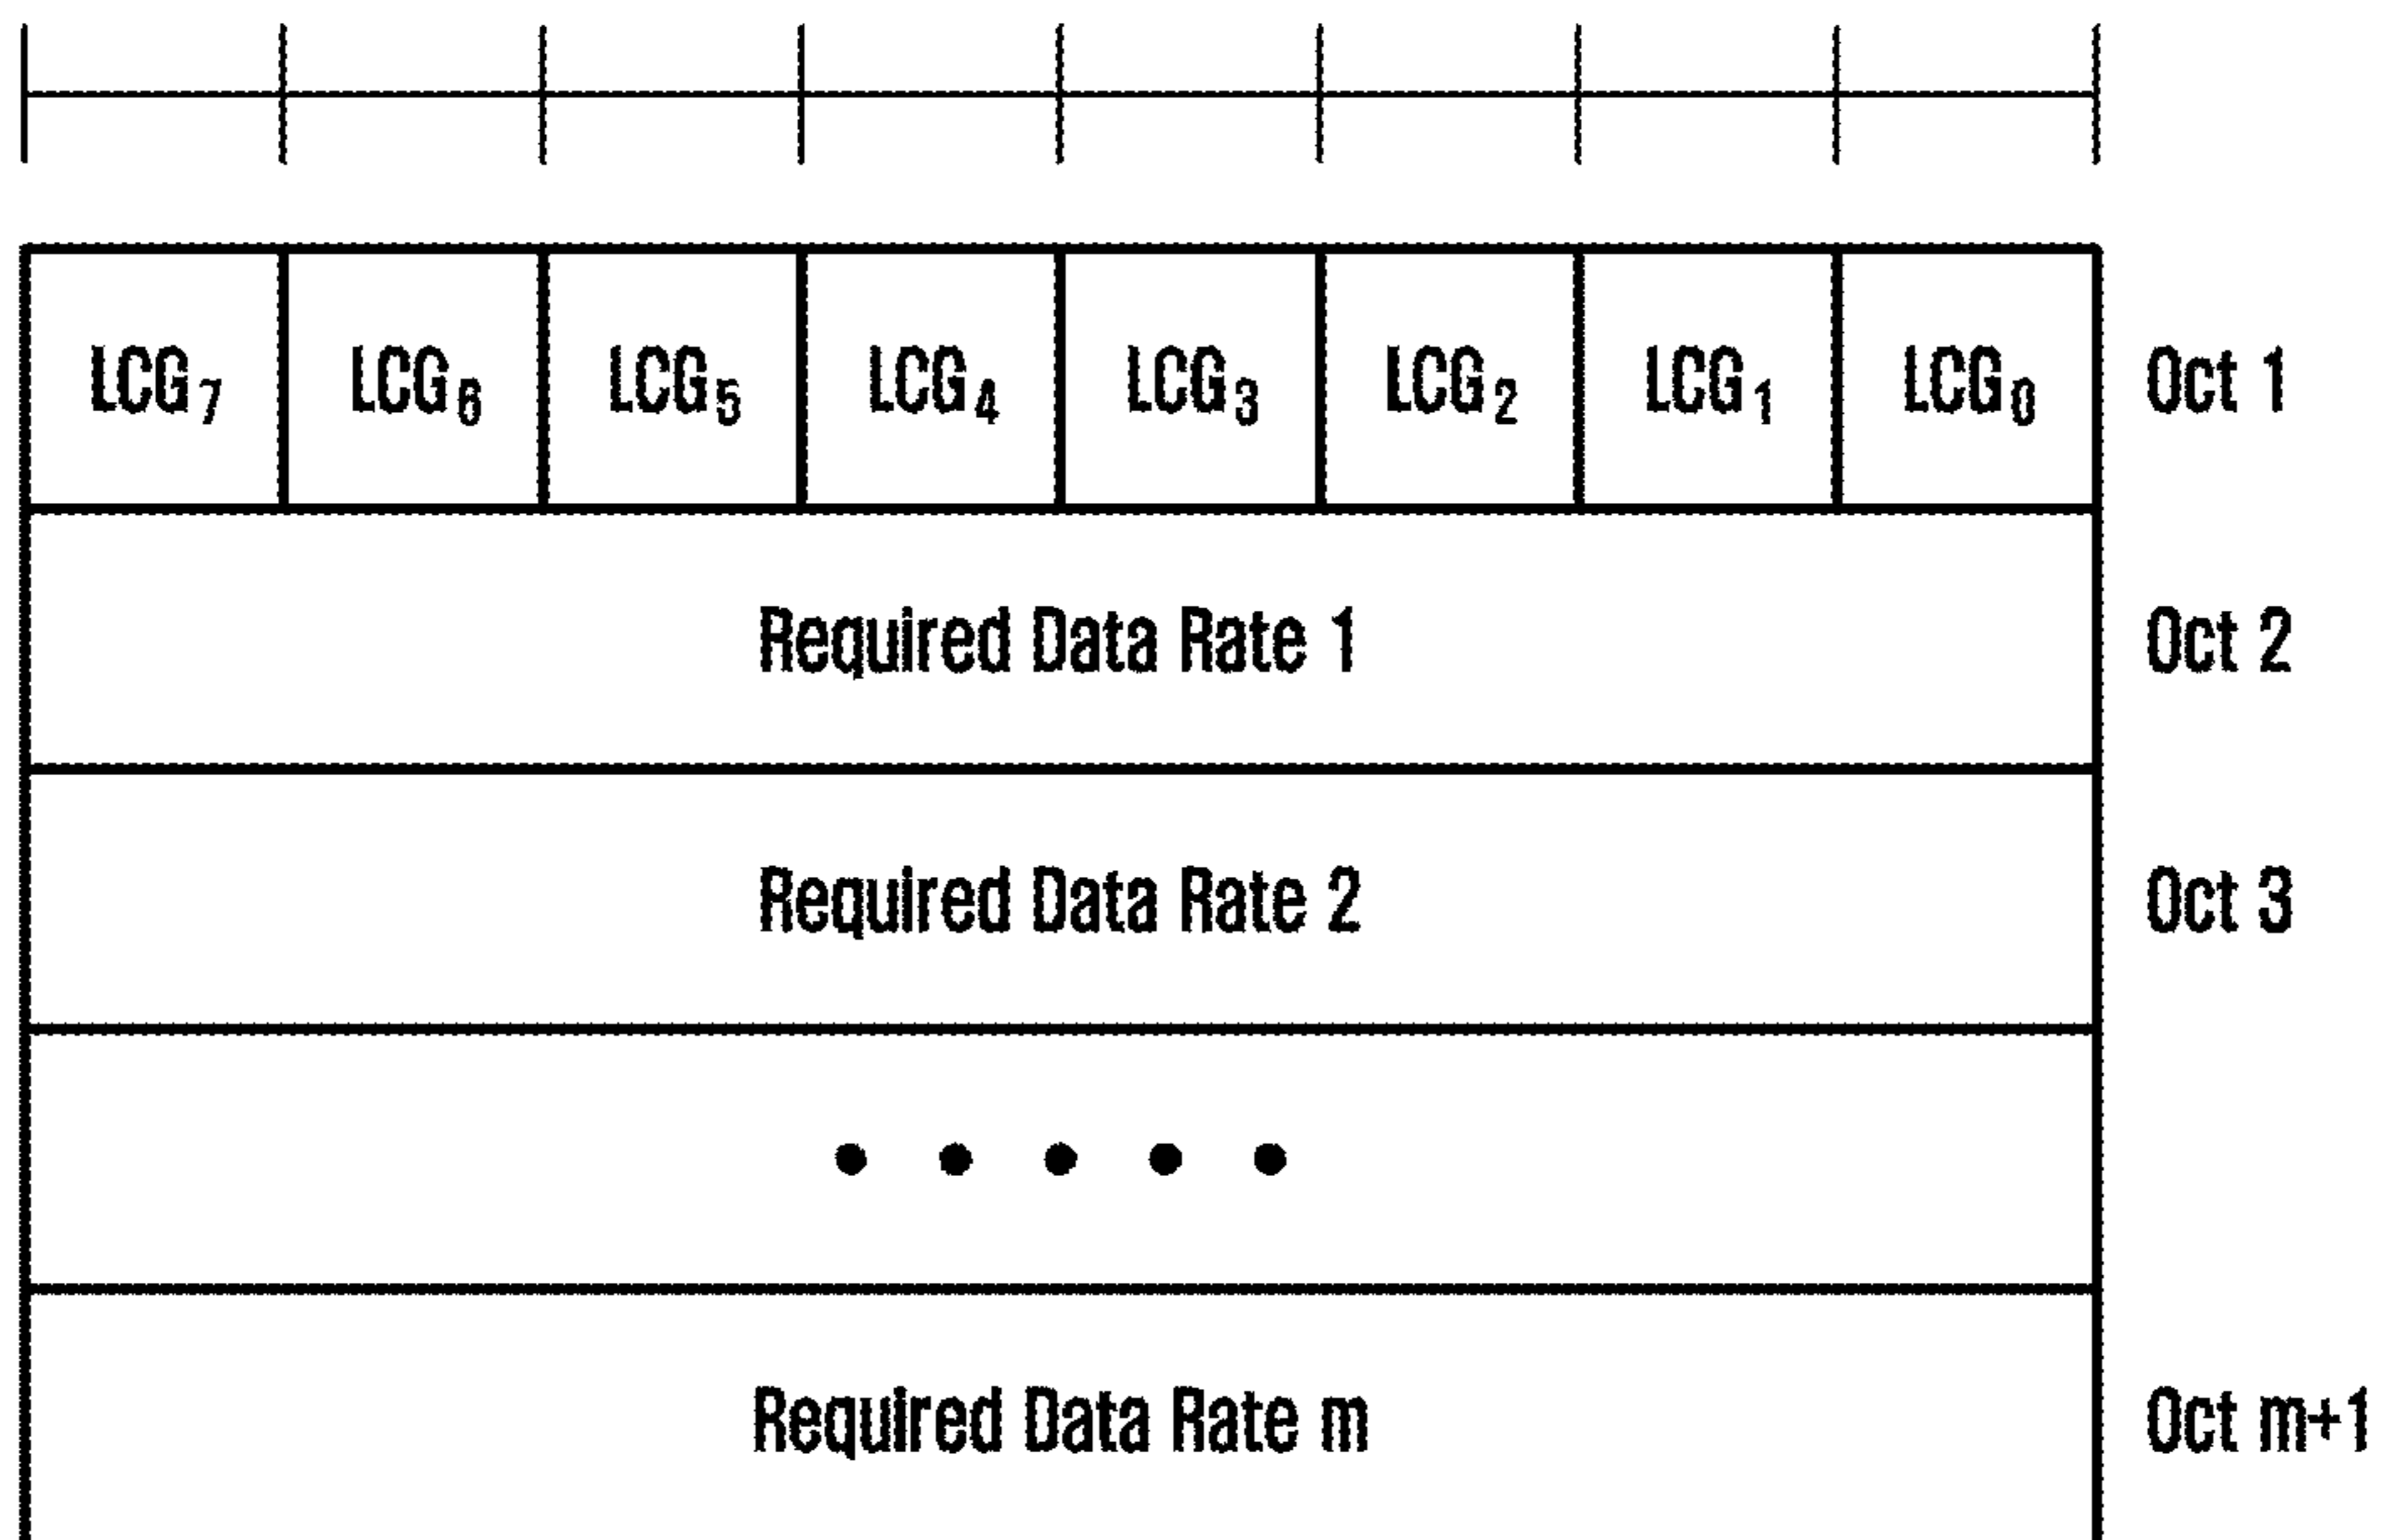 LCG7 LCG6 LCG5 LCG4 LCG3 LCG2 LCG1 LCG0 Oct 1
Required Data Rate 1 Oct 2
Required Data Rate 2 Oct 3
• • • • •
Required Data Rate m Oct m+1